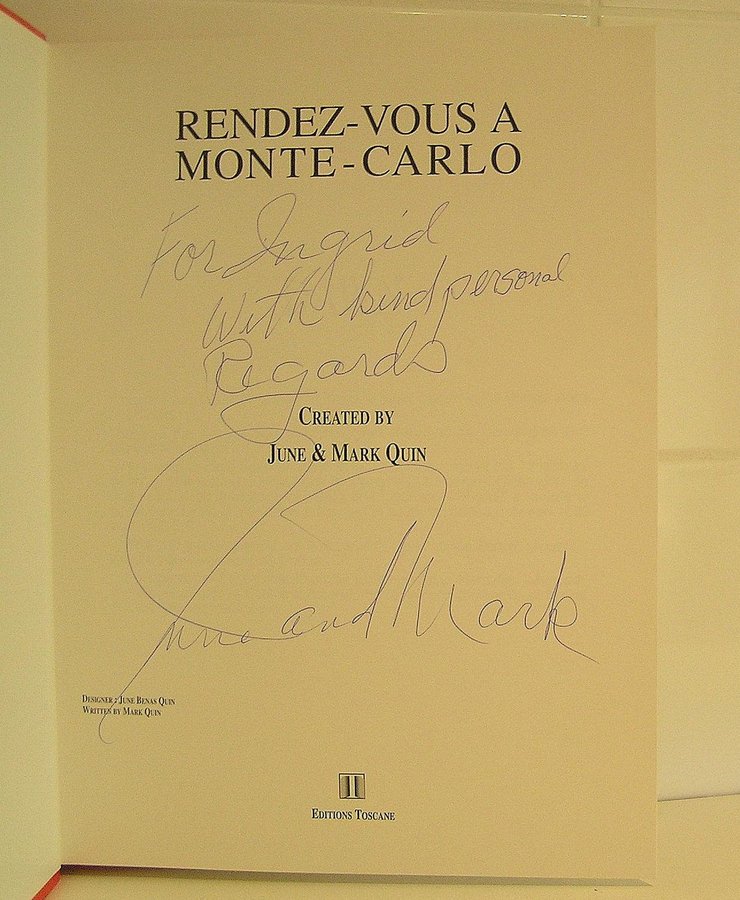 RENDEZ-VOUS A
MONTE-CARLO
For Ingrid
With kind personal
Regards
CREATED BY
JUNE & MARK QUIN
June and Mark
DESIGNER : JUNE BENAS QUIN
WRITTEN BY MARK QUIN
EDITIONS TOSCANE